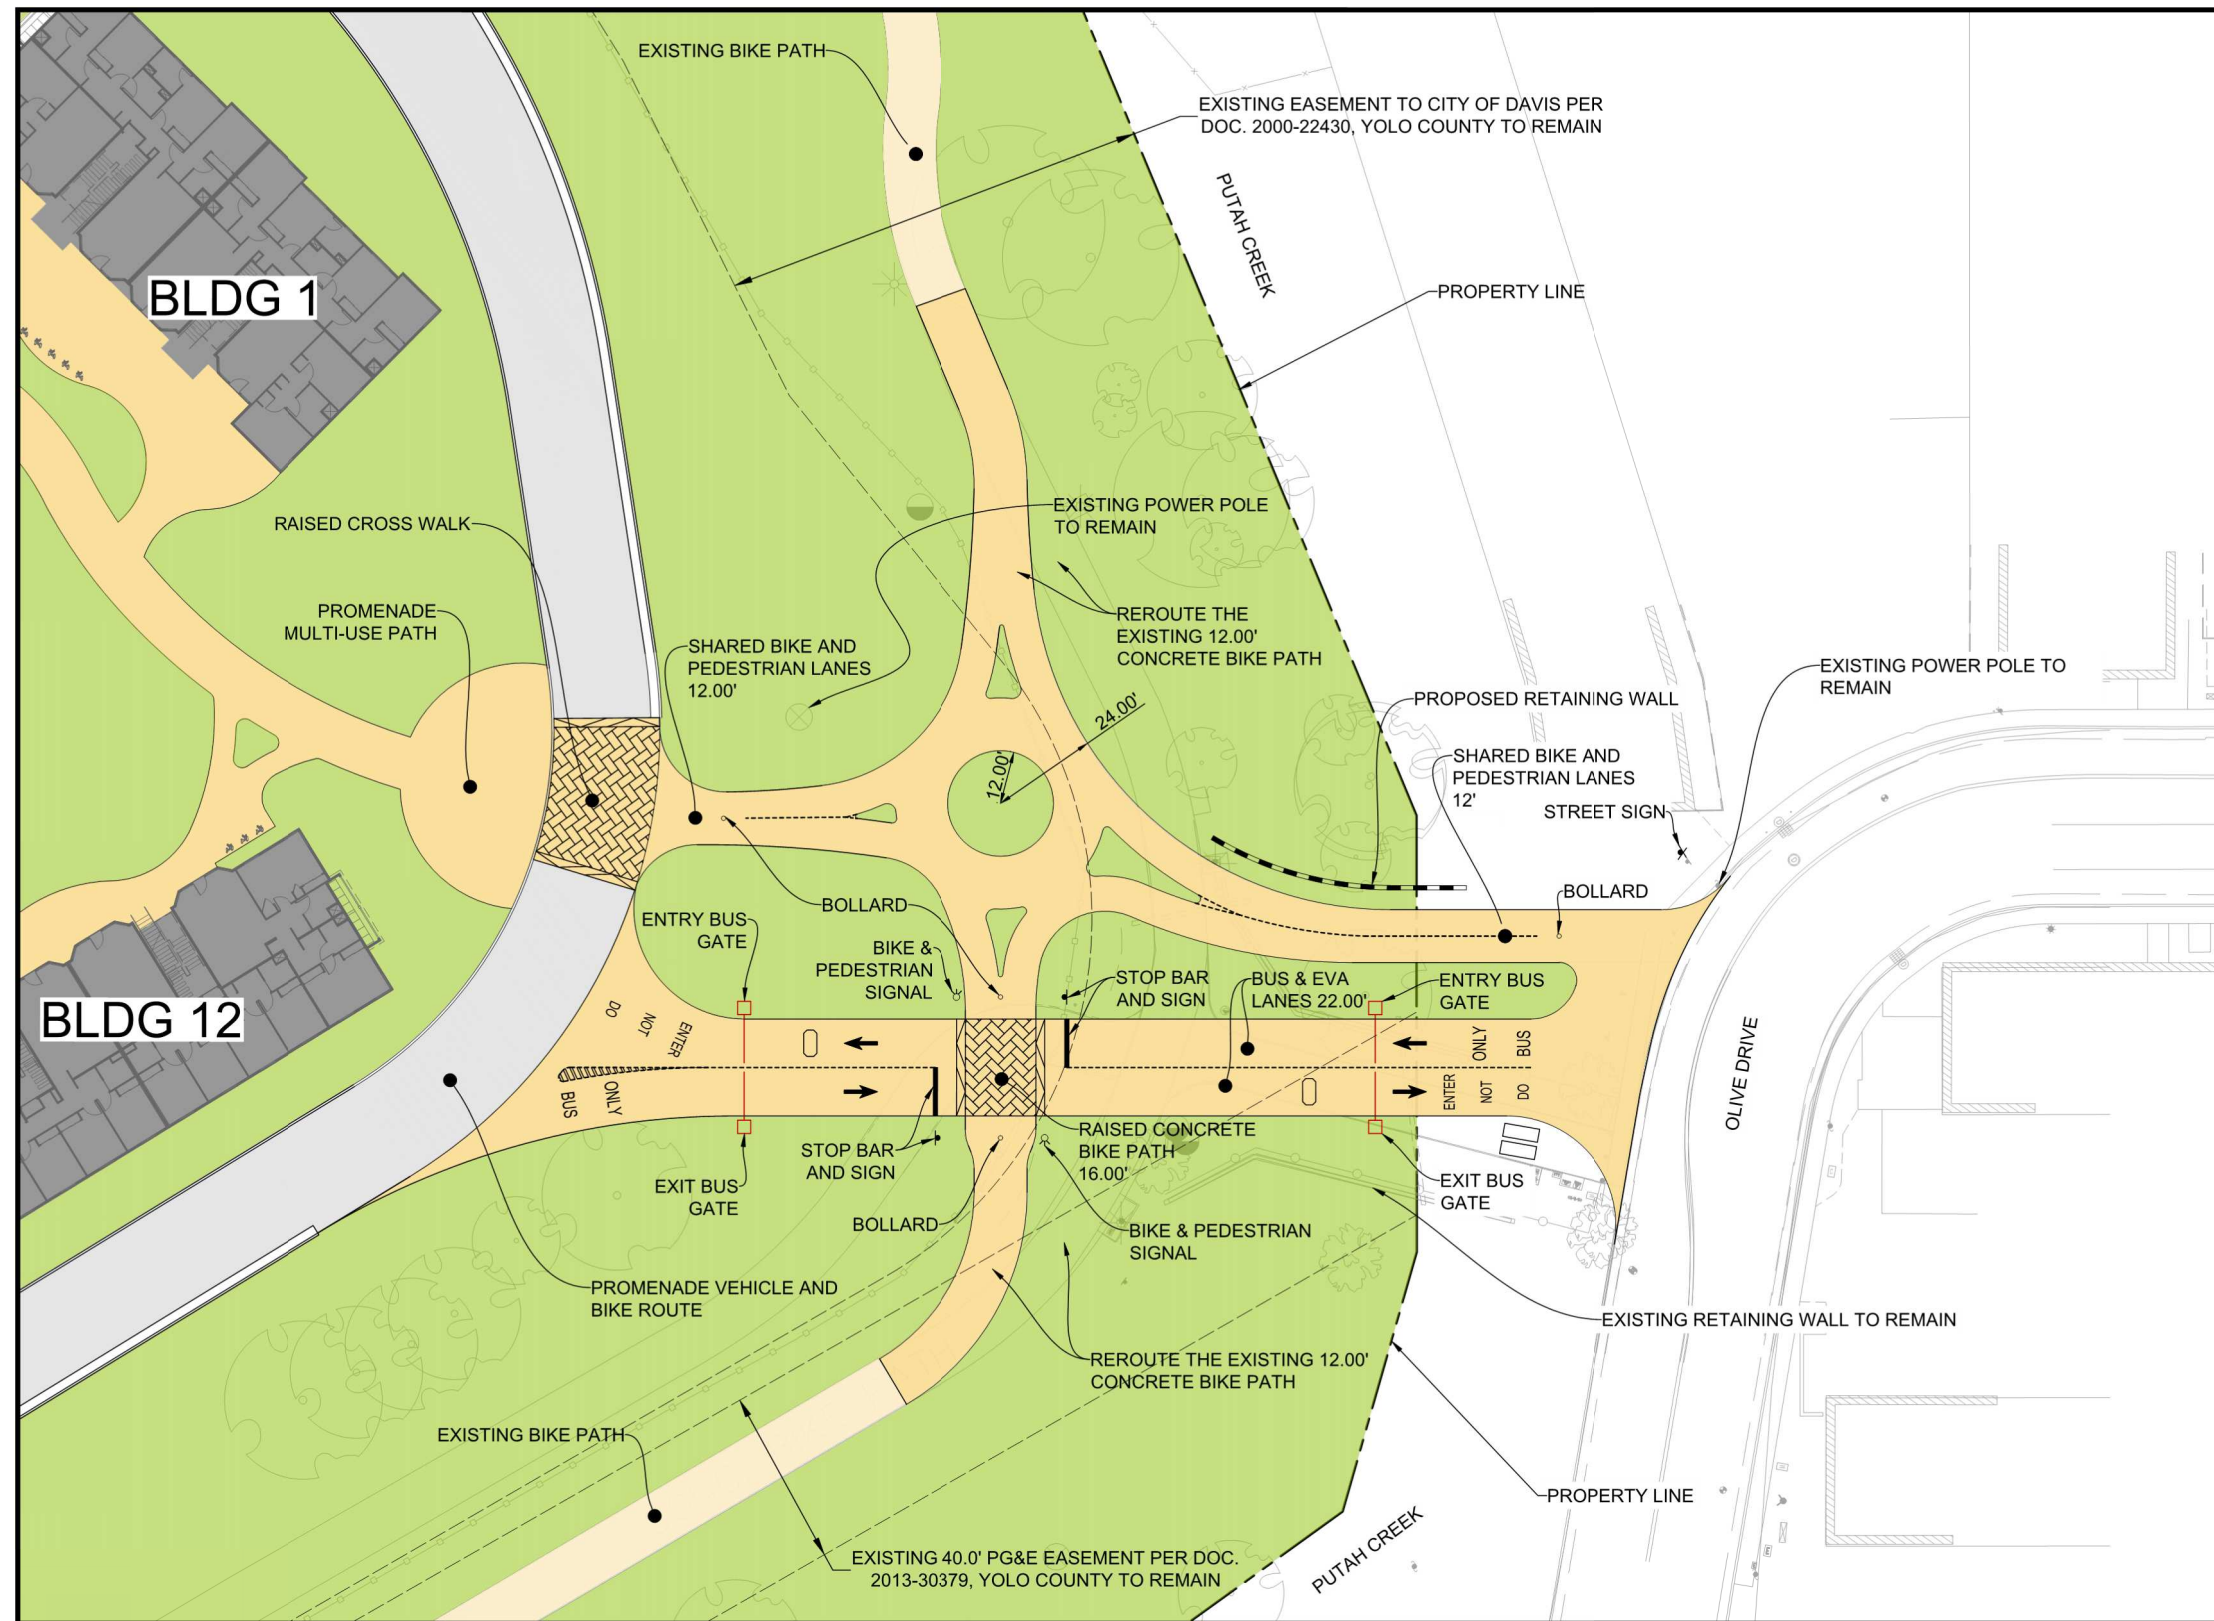 EXISTING BIKE PATH
EXISTING EASEMENT TO CITY OF DAVIS PER
DOC. 2000-22430, YOLO COUNTY TO REMAIN
PUTAH CREEK
PROPERTY LINE
BLDG 1
RAISED CROSS WALK
EXISTING POWER POLE
TO REMAIN
PROMENADE
MULTI-USE PATH
SHARED BIKE AND
PEDESTRIAN LANES
12.00'
REROUTE THE
EXISTING 12.00'
CONCRETE BIKE PATH
24.00'
12.00'
PROPOSED RETAINING WALL
EXISTING POWER POLE TO
REMAIN
SHARED BIKE AND
PEDESTRIAN LANES
12'
STREET SIGN
BOLLARD
BOLLARD
ENTRY BUS
GATE
BIKE &
PEDESTRIAN
SIGNAL
STOP BAR
AND SIGN
BUS & EVA
LANES 22.00'
ENTRY BUS
GATE
BLDG 12
DO
NOT
ENTER
BUS
ONLY
ONLY
BUS
ENTER
NOT
DO
OLIVE DRIVE
STOP BAR
AND SIGN
RAISED CONCRETE
BIKE PATH
16.00'
EXIT BUS
GATE
EXIT BUS
GATE
BOLLARD
BIKE & PEDESTRIAN
SIGNAL
PROMENADE VEHICLE AND
BIKE ROUTE
EXISTING RETAINING WALL TO REMAIN
REROUTE THE EXISTING 12.00'
CONCRETE BIKE PATH
EXISTING BIKE PATH
PROPERTY LINE
EXISTING 40.0' PG&E EASEMENT PER DOC.
2013-30379, YOLO COUNTY TO REMAIN
PUTAH CREEK